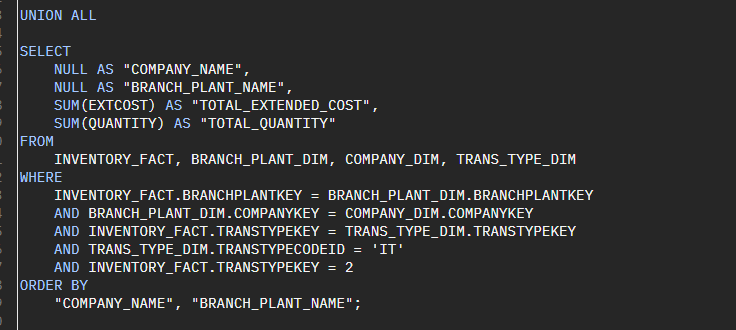 UNION ALL
SELECT
NULL AS "COMPANY_NAME",
NULL AS "BRANCH_PLANT_NAME",
SUM(EXTCOST) AS "TOTAL_EXTENDED_COST",
SUM(QUANTITY) AS "TOTAL_QUANTITY"
FROM
INVENTORY_FACT, BRANCH_PLANT_DIM, COMPANY_DIM, TRANS_TYPE_DIM
WHERE
INVENTORY_FACT.BRANCHPLANTKEY = BRANCH_PLANT_DIM.BRANCHPLANTKEY
AND BRANCH_PLANT_DIM.COMPANYKEY = COMPANY_DIM.COMPANYKEY
AND INVENTORY_FACT.TRANSTYPEKEY = TRANS_TYPE_DIM.TRANSTYPEKEY
AND TRANS_TYPE_DIM.TRANSTYPECODEID = 'IT'
AND INVENTORY_FACT.TRANSTYPEKEY = 2
ORDER BY
"COMPANY_NAME", "BRANCH_PLANT_NAME";